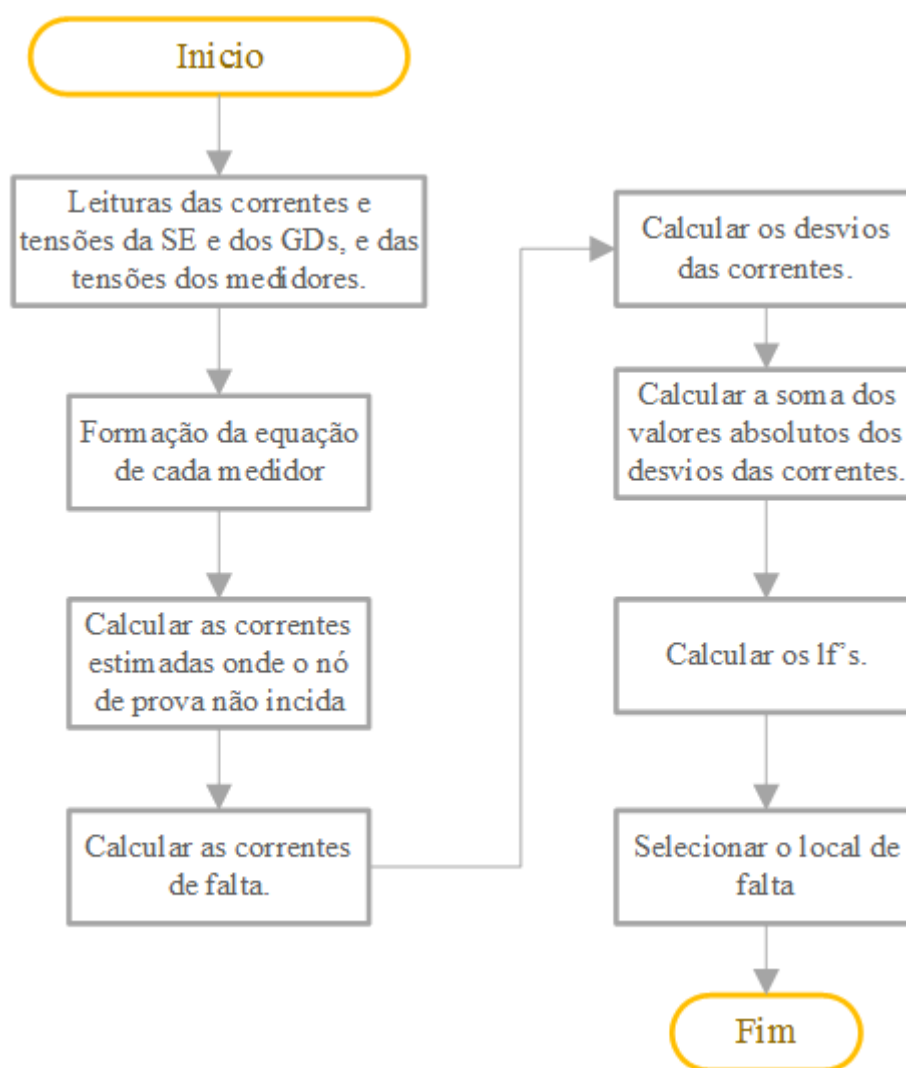 Inicio
Leituras das correntes e
tensões da SE e dos GDs, e das
tensões dos medidores.
Formação da equação
de cada medidor
Calcular as correntes
estimadas onde o nó
de prova não incida
Calcular as correntes
de falta.
Calcular os desvios
das correntes.
Calcular a soma dos
valores absolutos dos
desvios das correntes.
Calcular os lf`s.
Selecionar o local de
falta
Fim